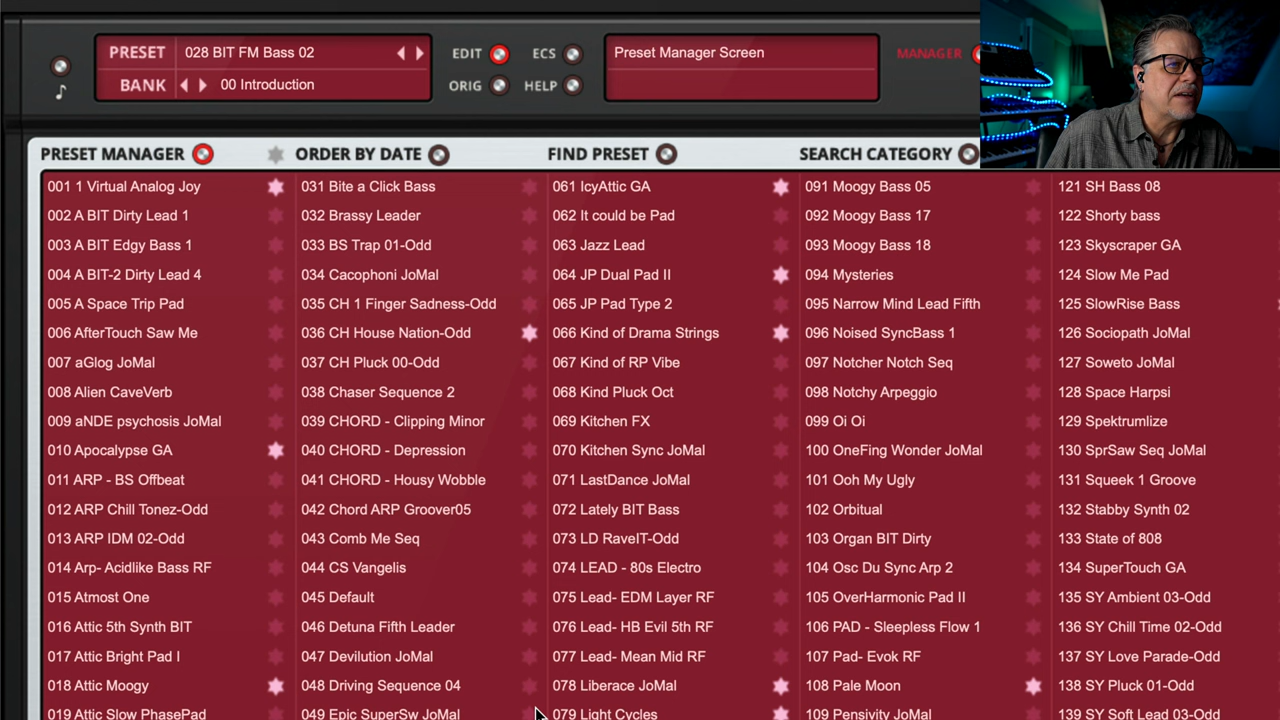 PRESET 028 BIT FM Bass 02
BANK 00 Introduction
EDIT ECS
ORIG HELP
Preset Manager Screen
MANAGER
PRESET MANAGER ORDER BY DATE FIND PRESET SEARCH CATEGORY
001 1 Virtual Analog Joy
002 A BIT Dirty Lead 1
003 A BIT Edgy Bass 1
004 A BIT-2 Dirty Lead 4
005 A Space Trip Pad
006 AfterTouch Saw Me
007 aGlog JoMal
008 Alien CaveVerb
009 aNDE psychosis JoMal
010 Apocalypse GA
011 ARP - BS Offbeat
012 ARP Chill Tonez-Odd
013 ARP IDM 02-Odd
014 Arp- Acidlike Bass RF
015 Atmost One
016 Attic 5th Synth BIT
017 Attic Bright Pad I
018 Attic Moogy
019 Attic Slow PhasePad
031 Bite a Click Bass
032 Brassy Leader
033 BS Trap 01-Odd
034 Cacophoni JoMal
035 CH 1 Finger Sadness-Odd
036 CH House Nation-Odd
037 CH Pluck 00-Odd
038 Chaser Sequence 2
039 CHORD - Clipping Minor
040 CHORD - Depression
041 CHORD - Housy Wobble
042 Chord ARP Groover05
043 Comb Me Seq
044 CS Vangelis
045 Default
046 Detuna Fifth Leader
047 Devilution JoMal
048 Driving Sequence 04
049 Epic SuperSw JoMal
061 IcyAttic GA
062 It could be Pad
063 Jazz Lead
064 JP Dual Pad II
065 JP Pad Type 2
066 Kind of Drama Strings
067 Kind of RP Vibe
068 Kind Pluck Oct
069 Kitchen FX
070 Kitchen Sync JoMal
071 LastDance JoMal
072 Lately BIT Bass
073 LD RaveIT-Odd
074 LEAD - 80s Electro
075 Lead- EDM Layer RF
076 Lead- HB Evil 5th RF
077 Lead- Mean Mid RF
078 Liberace JoMal
079 Light Cycles
091 Moogy Bass 05
092 Moogy Bass 17
093 Moogy Bass 18
094 Mysteries
095 Narrow Mind Lead Fifth
096 Noised SyncBass 1
097 Notcher Notch Seq
098 Notchy Arpeggio
099 Oi Oi
100 OneFing Wonder JoMal
101 Ooh My Ugly
102 Orbitual
103 Organ BIT Dirty
104 Osc Du Sync Arp 2
105 OverHarmonic Pad II
106 PAD - Sleepless Flow 1
107 Pad- Evok RF
108 Pale Moon
109 Pensivity JoMal
121 SH Bass 08
122 Shorty bass
123 Skyscraper GA
124 Slow Me Pad
125 SlowRise Bass
126 Sociopath JoMal
127 Soweto JoMal
128 Space Harpsi
129 Spektrumlize
130 SprSaw Seq JoMal
131 Squeek 1 Groove
132 Stabby Synth 02
133 State of 808
134 SuperTouch GA
135 SY Ambient 03-Odd
136 SY Chill Time 02-Odd
137 SY Love Parade-Odd
138 SY Pluck 01-Odd
139 SY Soft Lead 03-Odd